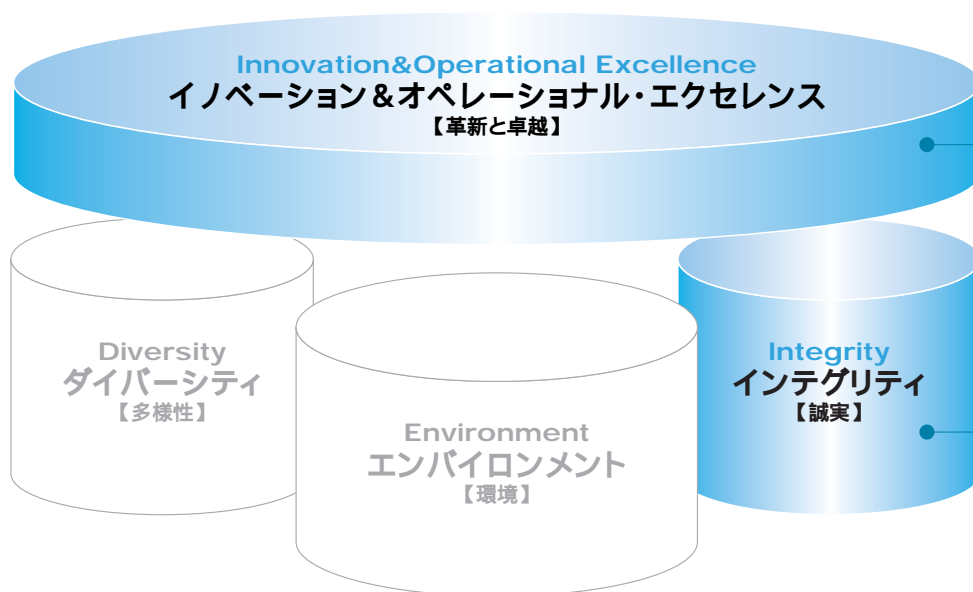 Innovation&Operational Excellence
イノベーション&オペレーショナル・エクセレンス
【革新と卓越】
Diversity
ダイバーシティ
【多様性】
Environment
エンバイロンメント
【環境】
Integrity
インテグリティ
【誠実】